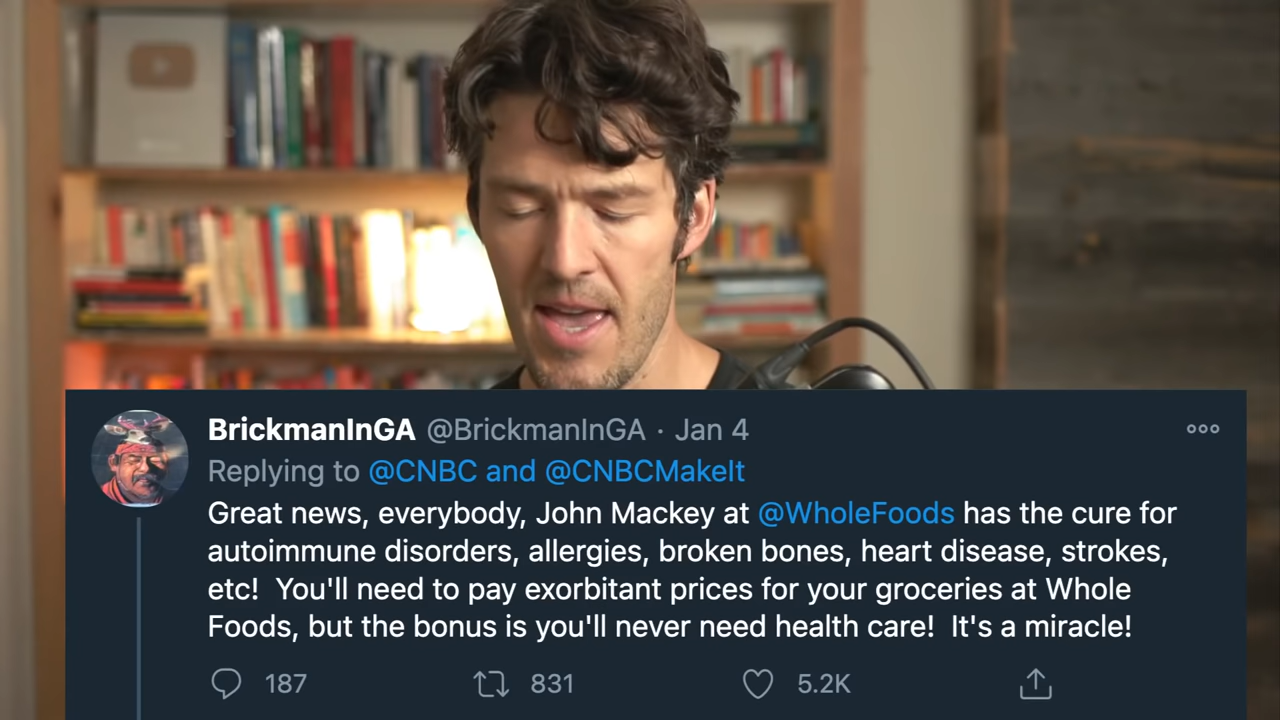 BrickmanInGA @BrickmanInGA · Jan 4
Replying to @CNBC and @CNBCMakeIt
Great news, everybody, John Mackey at @WholeFoods has the cure for
autoimmune disorders, allergies, broken bones, heart disease, strokes,
etc!  You'll need to pay exorbitant prices for your groceries at Whole
Foods, but the bonus is you'll never need health care!  It's a miracle!
187 831 5.2K